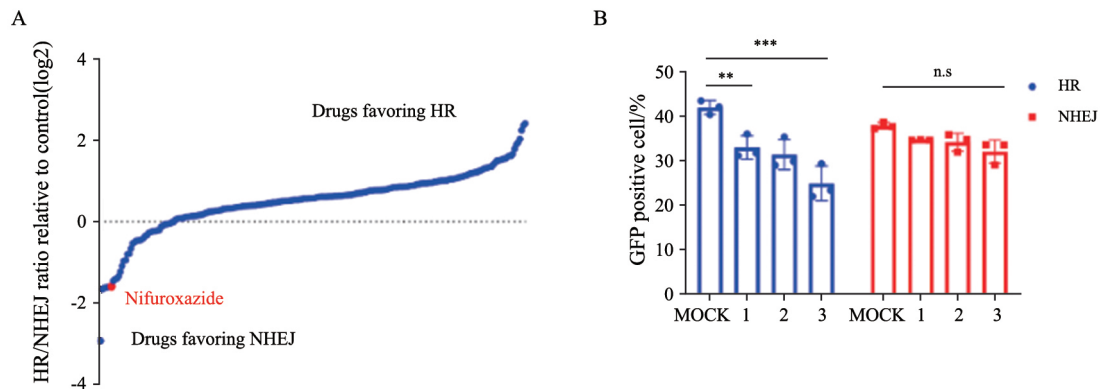 A
HR/NHEJ ratio relative to control(log2)
4
2
0
-2
-4
Drugs favoring HR
Nifuroxazide
Drugs favoring NHEJ
B
GFP positive cell/%
50
40
30
20
10
0
***
**
n.s
HR
NHEJ
MOCK 1 2 3 MOCK 1 2 3